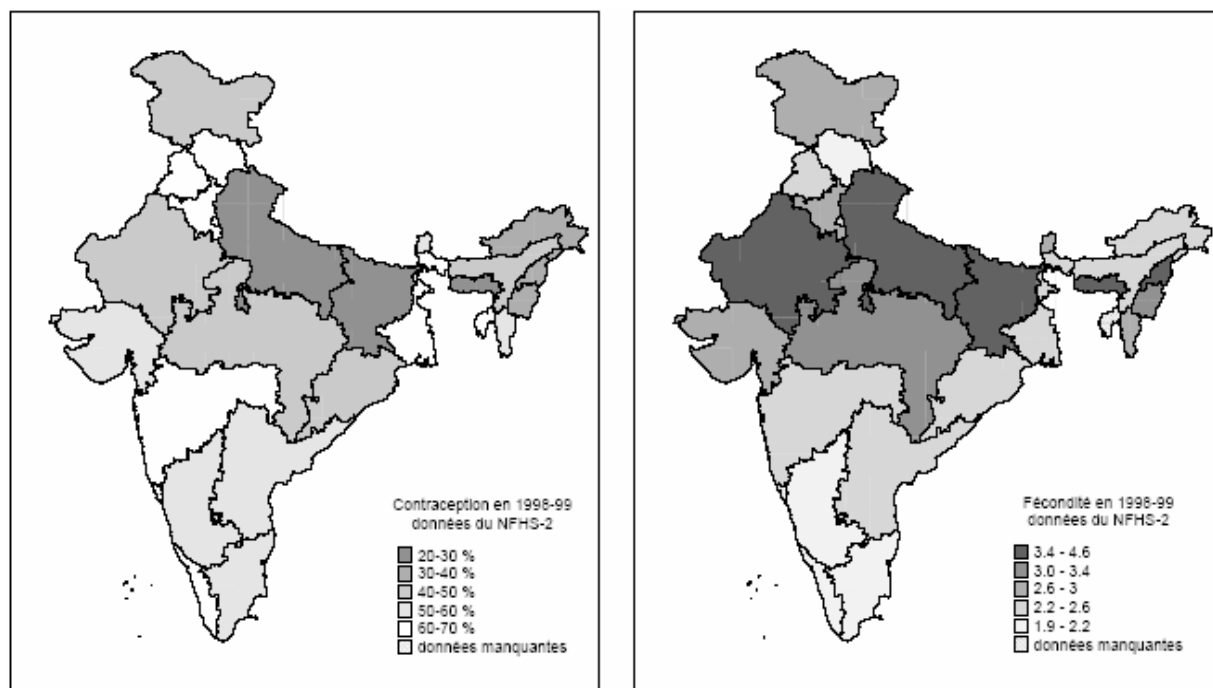 Contraception en 1998-99
données du NFHS-2
20-30 %
30-40 %
40-50 %
50-60 %
60-70 %
données manquantes
Fécondité en 1998-99
données du NFHS-2
3.4 - 4.6
3.0 - 3.4
2.6 - 3
2.2 - 2.6
1.9 - 2.2
données manquantes